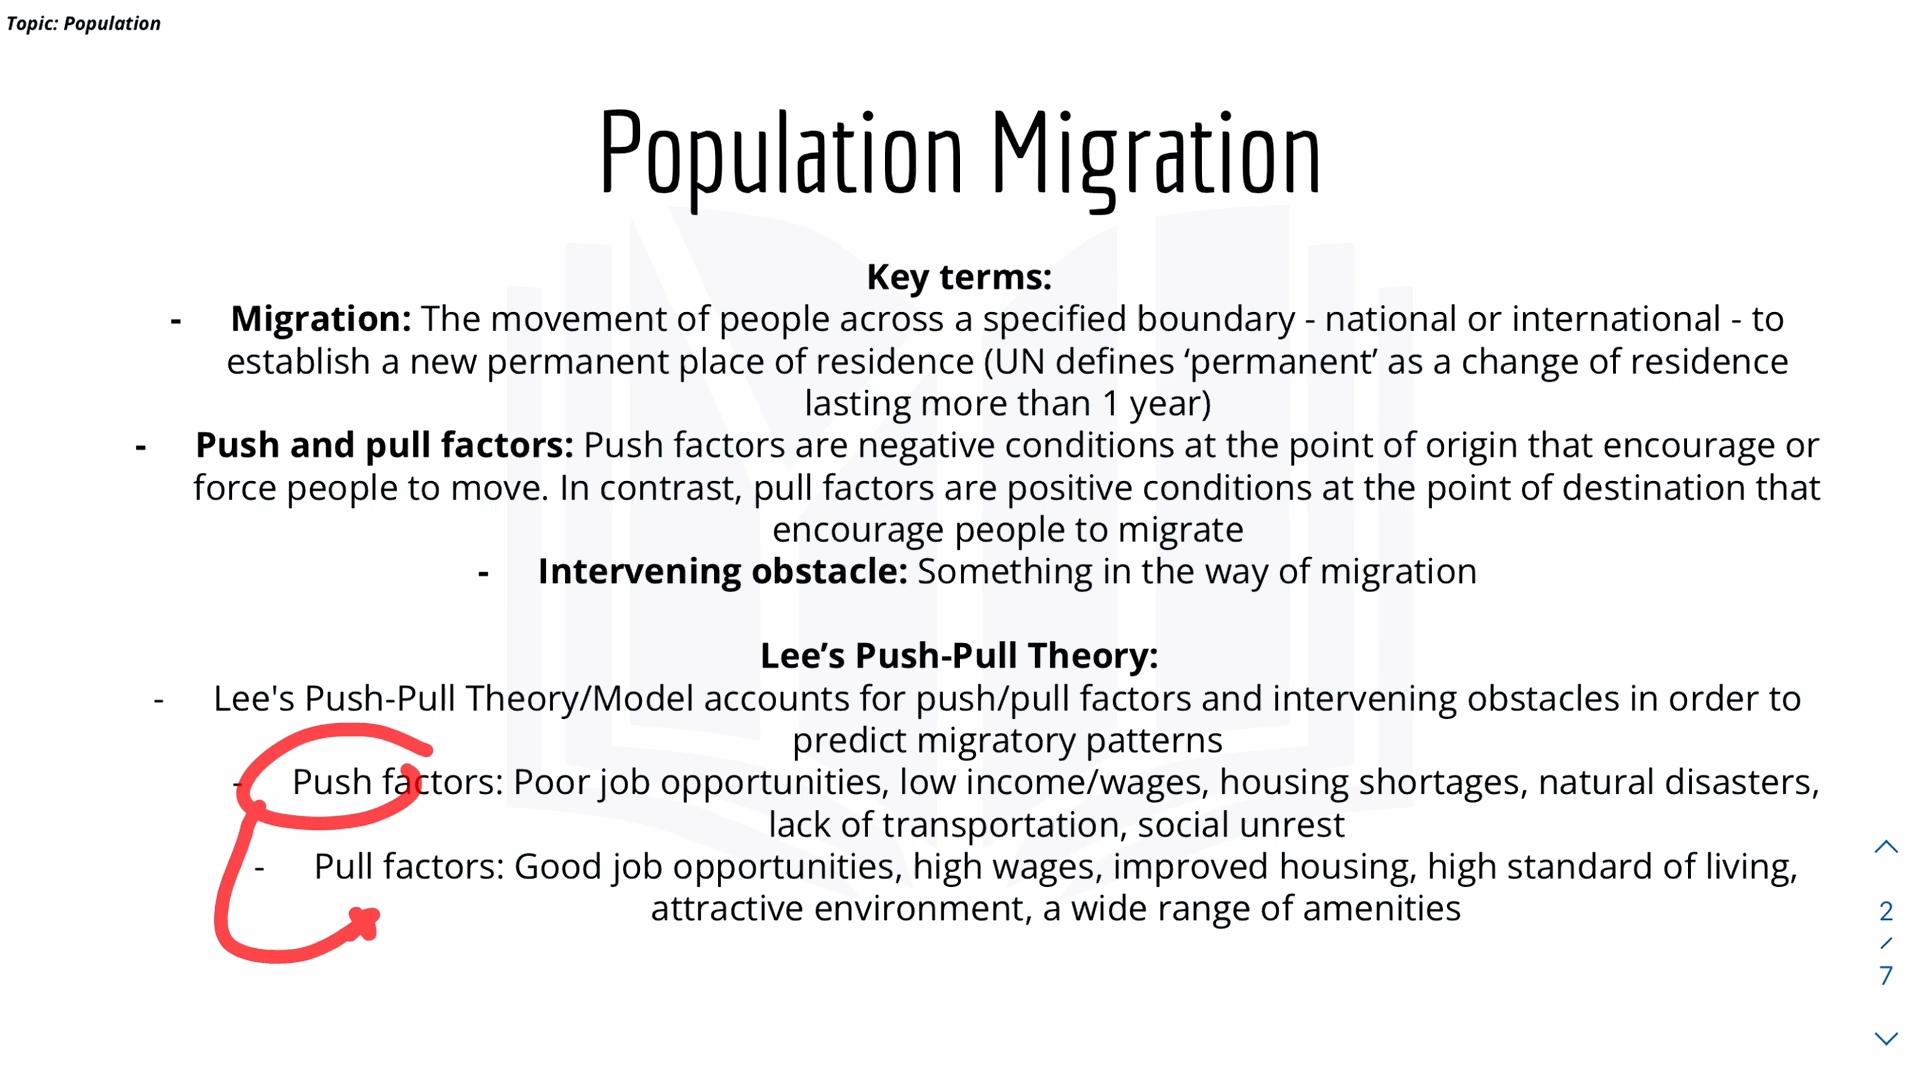 Topic: Population
Population Migration
Key terms:
- Migration: The movement of people across a specified boundary - national or international - to
establish a new permanent place of residence (UN defines ‘permanent’ as a change of residence
lasting more than 1 year)
- Push and pull factors: Push factors are negative conditions at the point of origin that encourage or
force people to move. In contrast, pull factors are positive conditions at the point of destination that
encourage people to migrate
- Intervening obstacle: Something in the way of migration
Lee’s Push-Pull Theory:
- Lee's Push-Pull Theory/Model accounts for push/pull factors and intervening obstacles in order to
predict migratory patterns
- Push factors: Poor job opportunities, low income/wages, housing shortages, natural disasters,
lack of transportation, social unrest
- Pull factors: Good job opportunities, high wages, improved housing, high standard of living,
attractive environment, a wide range of amenities
2
/
7